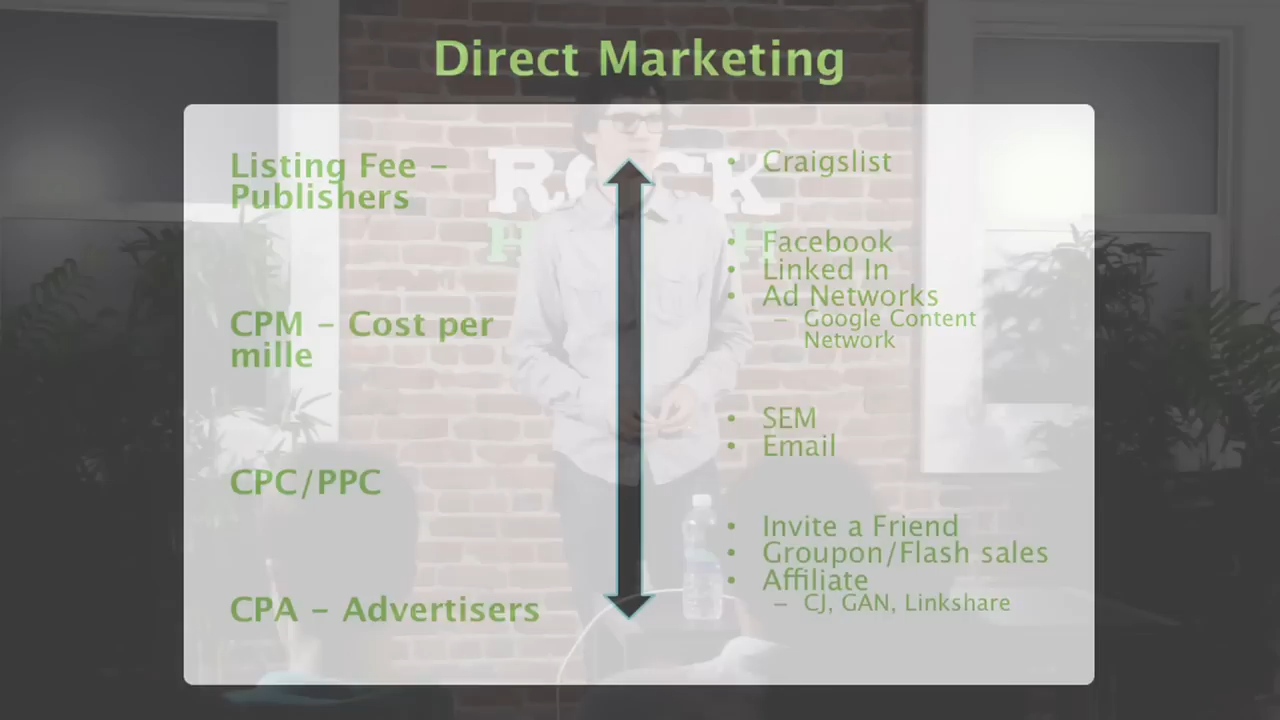 Direct Marketing
Listing Fee –
Publishers
CPM – Cost per
mille
CPC/PPC
CPA – Advertisers
• Craigslist
• Facebook
• Linked In
• Ad Networks
– Google Content
Network
• SEM
• Email
• Invite a Friend
• Groupon/Flash sales
• Affiliate
– CJ, GAN, Linkshare
ROCK